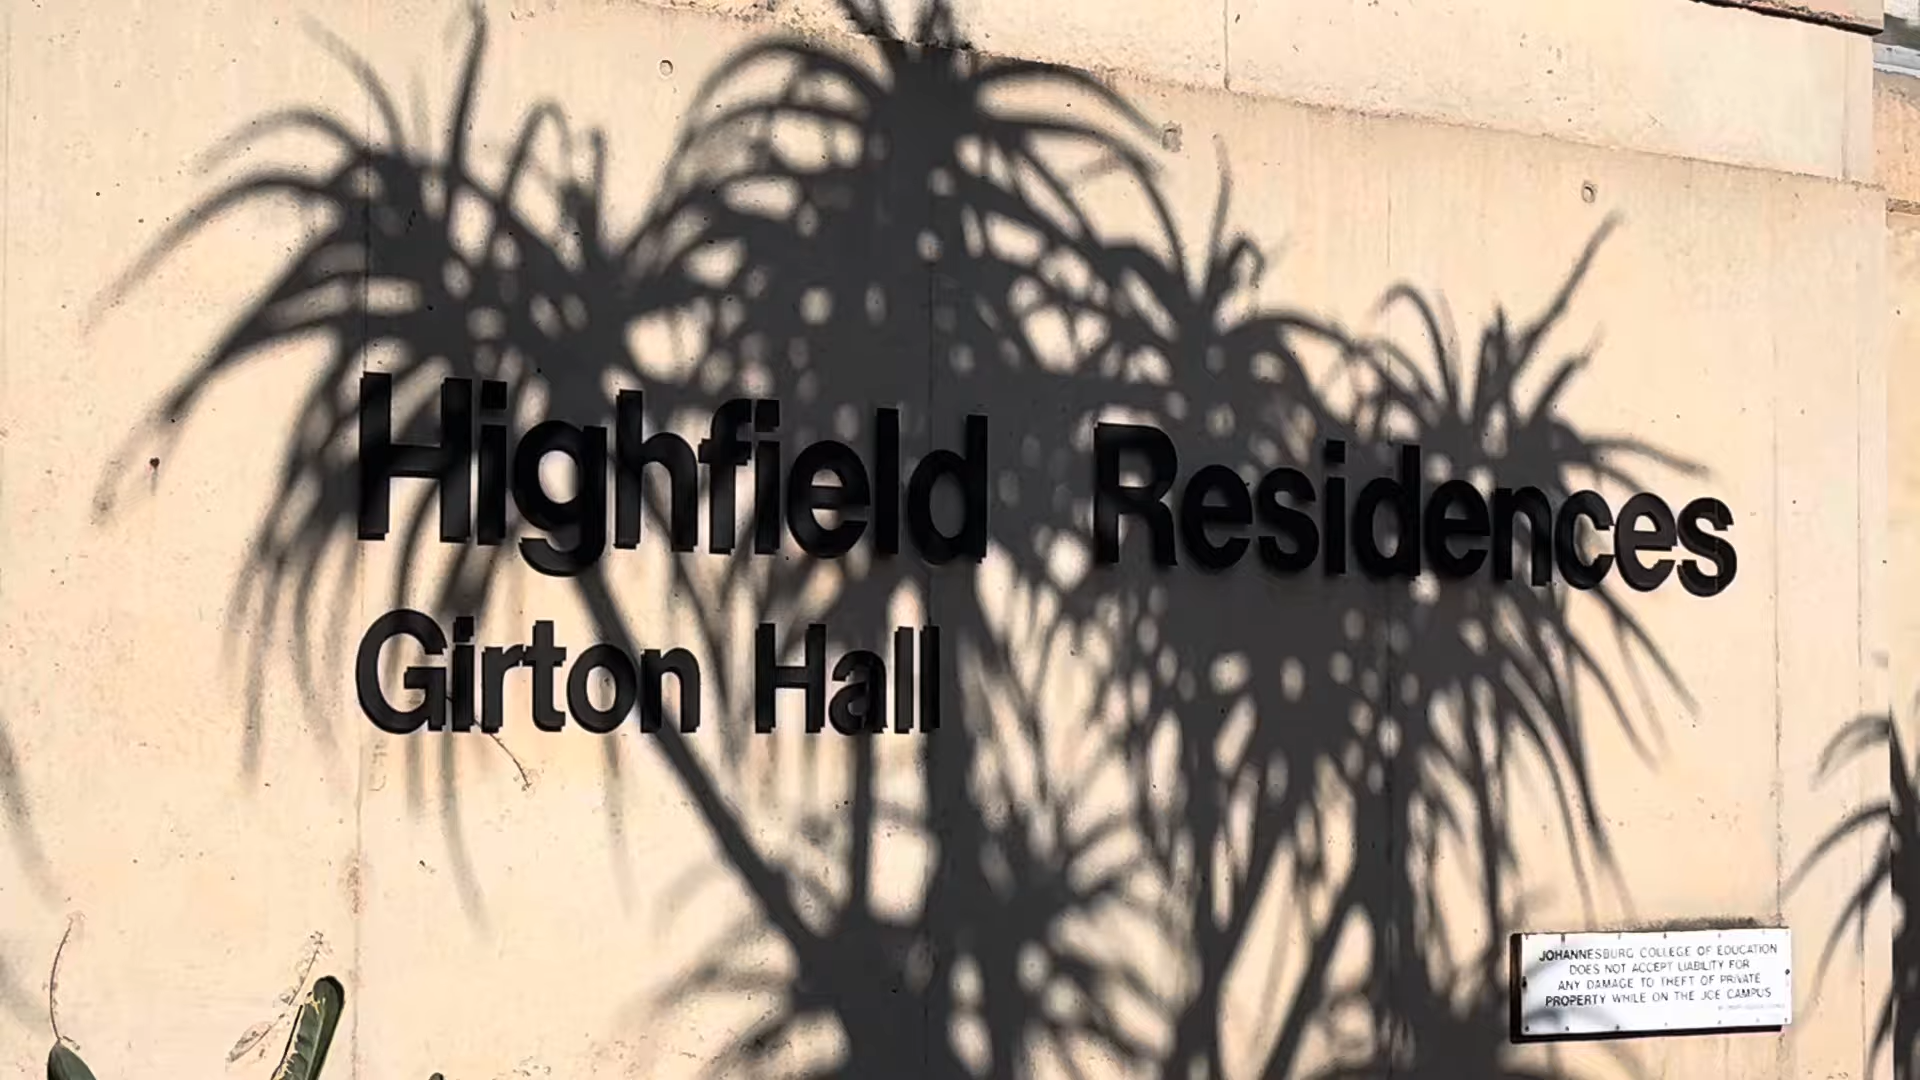 Highfield Residences
Girton Hall
JOHANNESBURG COLLEGE OF EDUCATION
DOES NOT ACCEPT LIABILITY FOR
ANY DAMAGE TO THEFT OF PRIVATE
PROPERTY WHILE ON THE JCE CAMPUS